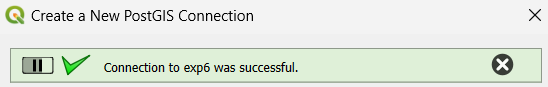 Create a New PostGIS Connection
Connection to exp6 was successful.